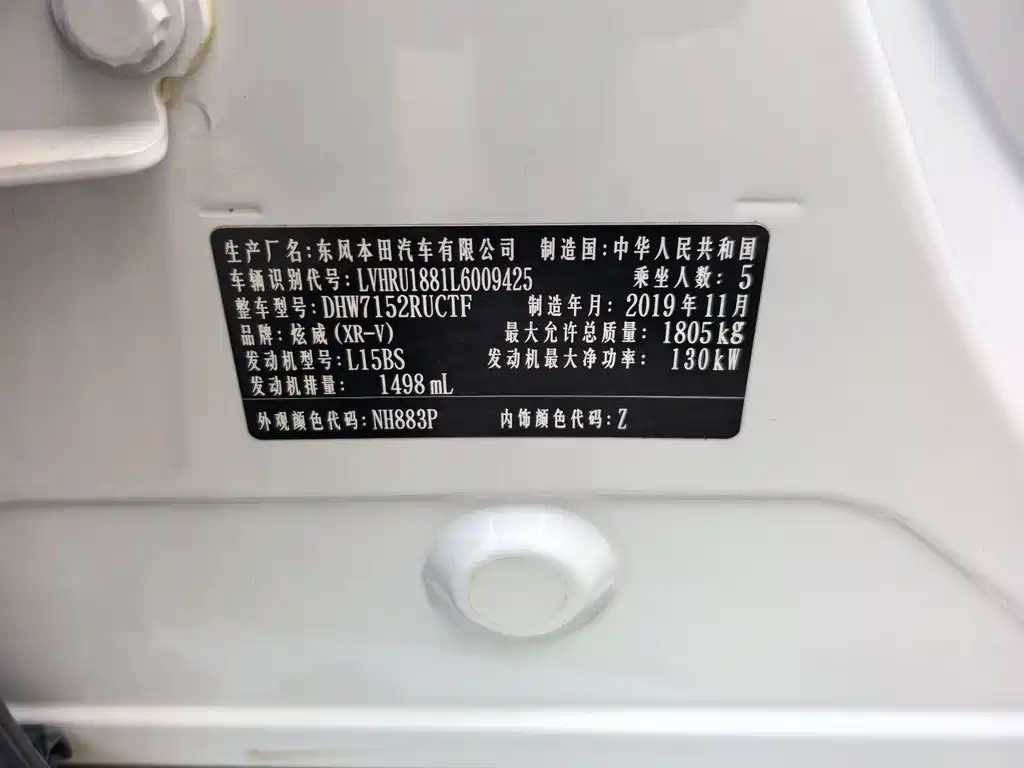 生产厂名:东风本田汽车有限公司 制造国:中华人民共和国
车辆识别代号:LVHRU1881L6009425 乘坐人数: 5
整车型号:DHW7152RUCTF 制造年月: 2019年11月
品牌: 炫威(XR-V) 最大允许总质量: 1805kg
发动机型号:L15BS 发动机最大净功率: 130kW
发动机排量: 1498mL
外观颜色代码:NH883P 内饰颜色代码:Z